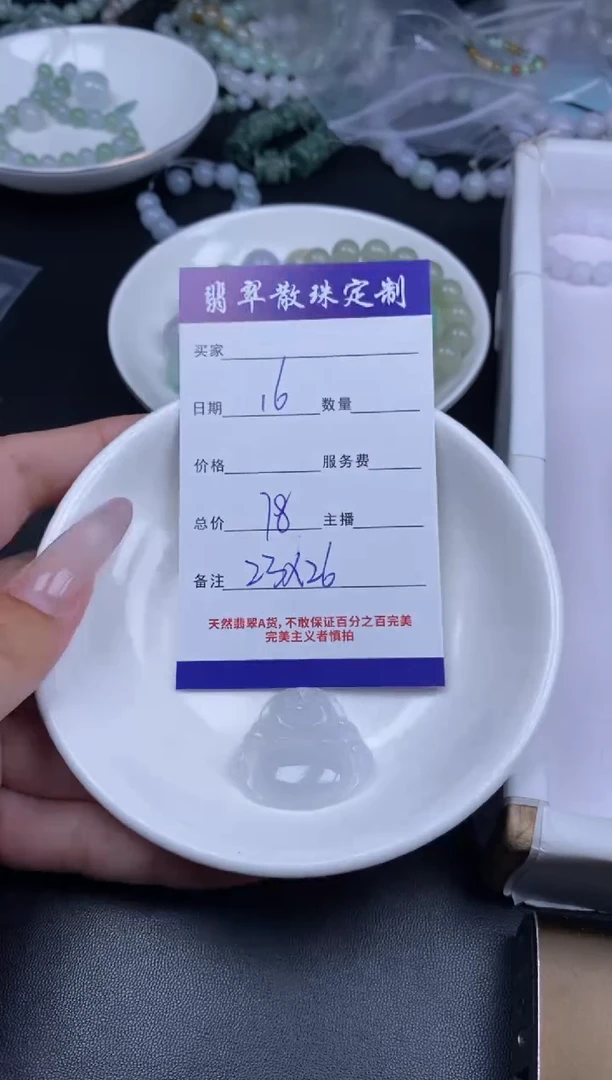 翡翠散珠定制
买家
日期 16 数量
价格 服务费
总价 78 主播
备注 23x26
天然翡翠A货,不敢保证百分之百完美
完美主义者慎拍